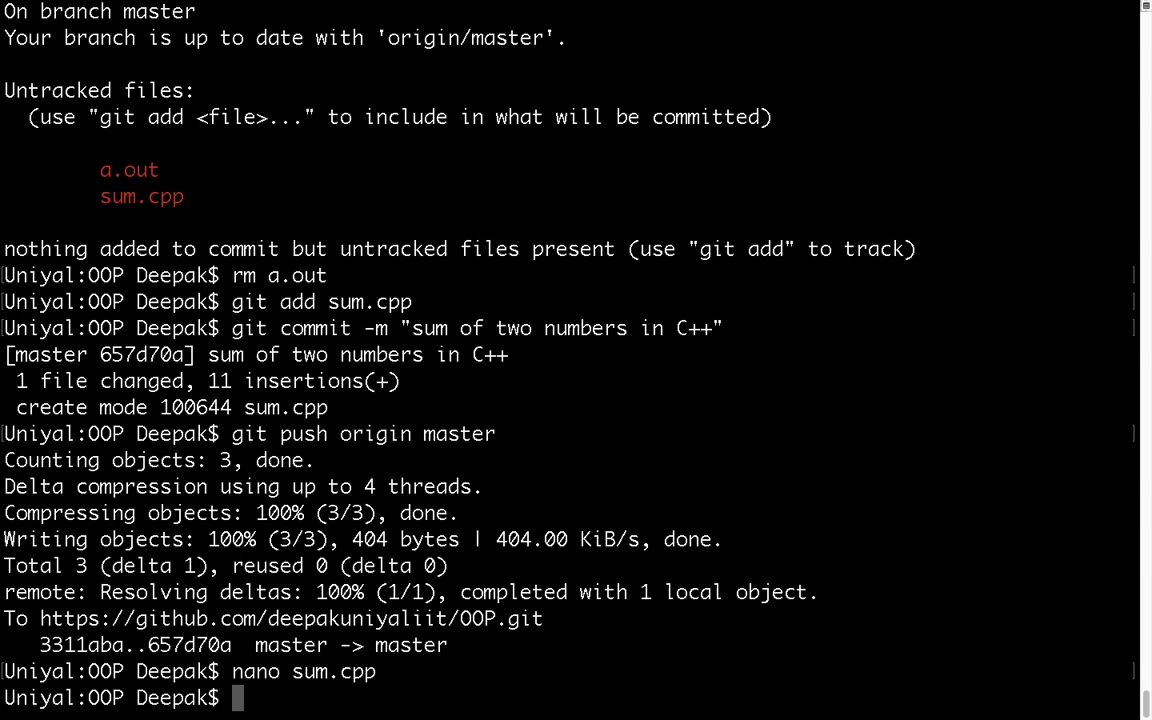 On branch master
Your branch is up to date with 'origin/master'.
Untracked files:
(use "git add <file>..." to include in what will be committed)
a.out
sum.cpp
nothing added to commit but untracked files present (use "git add" to track)
[Uniyal:OOP Deepak$ rm a.out ]
[Uniyal:OOP Deepak$ git add sum.cpp ]
[Uniyal:OOP Deepak$ git commit -m "sum of two numbers in C++" ]
[master 657d70a] sum of two numbers in C++
1 file changed, 11 insertions(+)
create mode 100644 sum.cpp
[Uniyal:OOP Deepak$ git push origin master ]
Counting objects: 3, done.
Delta compression using up to 4 threads.
Compressing objects: 100% (3/3), done.
Writing objects: 100% (3/3), 404 bytes | 404.00 KiB/s, done.
Total 3 (delta 1), reused 0 (delta 0)
remote: Resolving deltas: 100% (1/1), completed with 1 local object.
To https://github.com/deepakuniyaliit/OOP.git
3311aba..657d70a  master -> master
[Uniyal:OOP Deepak$ nano sum.cpp ]
Uniyal:OOP Deepak$